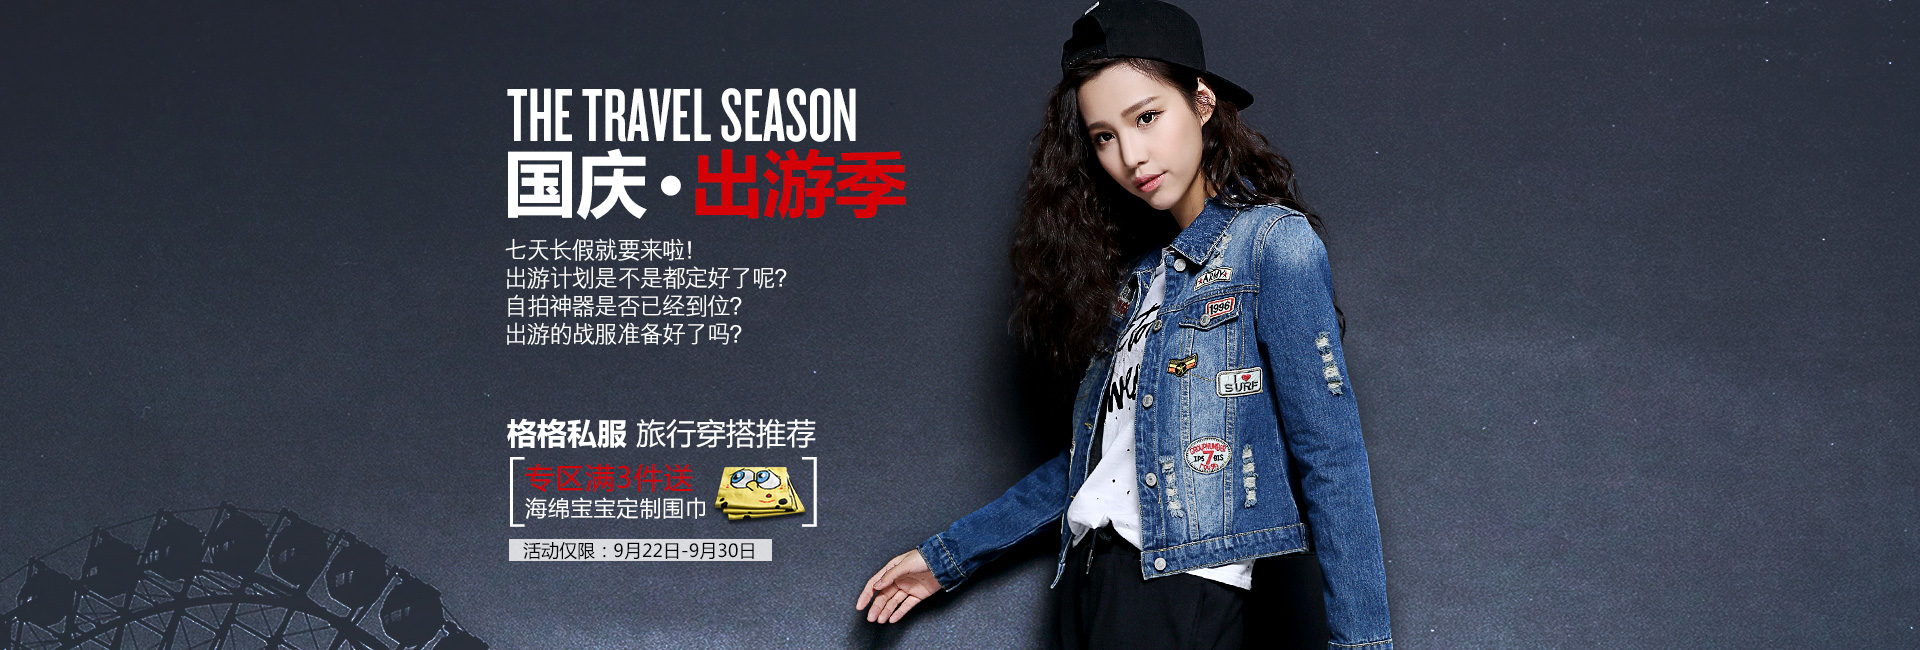 THE TRAVEL SEASON
国庆·出游季
七天长假就要来啦！
出游计划是不是都定好了呢？
自拍神器是否已经到位？
出游的战服准备好了吗？
格格私服 旅行穿搭推荐
专区满3件送
海绵宝宝定制围巾
活动仅限：9月22日-9月30日
1996
I
SURF
GROUPNUMBER
7